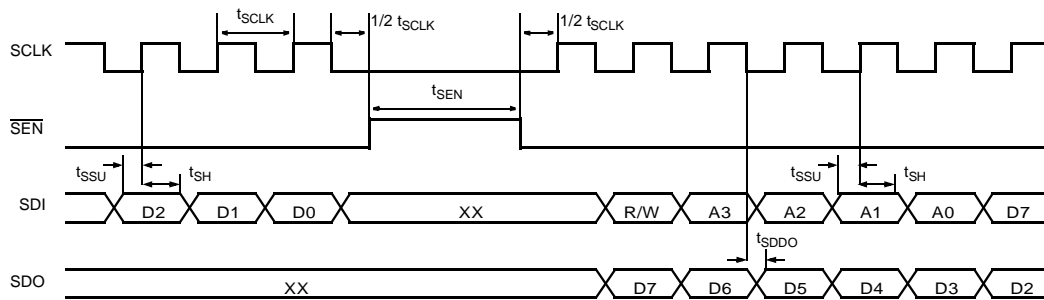 tSCLK 1/2 tSCLK 1/2 tSCLK
SCLK
tSEN
SEN
tSSU tSH tSSU tSH
SDI D2 D1 D0 XX R/W A3 A2 A1 A0 D7
tSDDO
SDO XX D7 D6 D5 D4 D3 D2